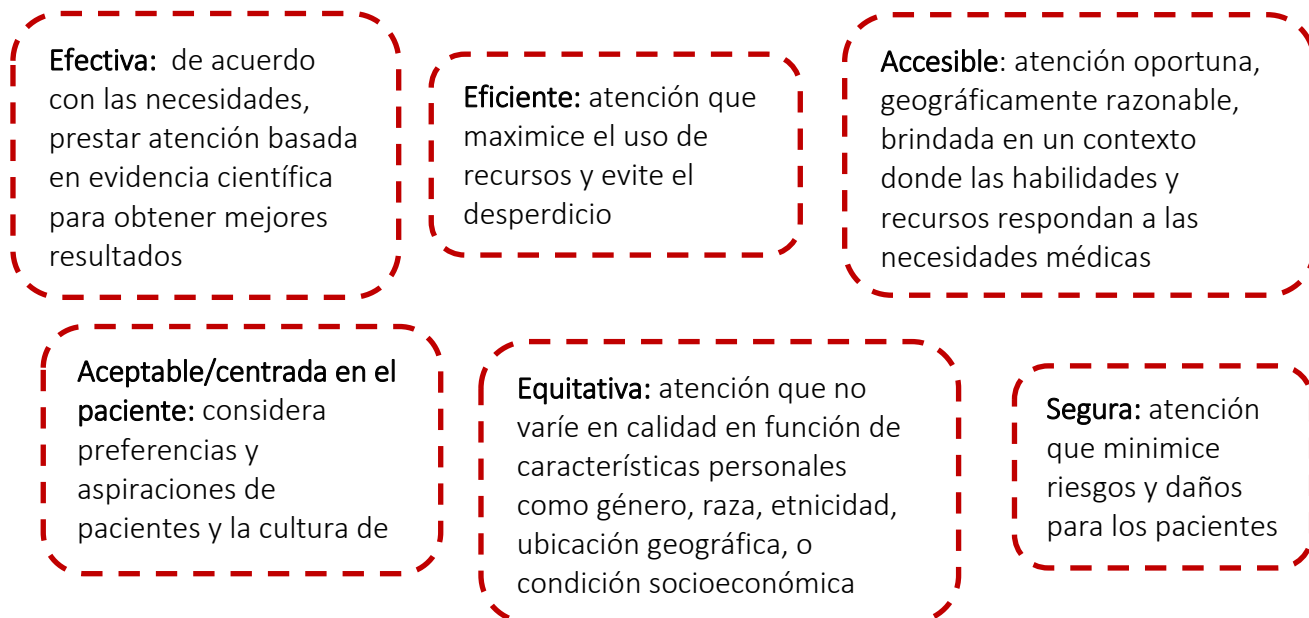 Efectiva: de acuerdo
con las necesidades,
prestar atención basada
en evidencia científica
para obtener mejores
resultados
Eficiente: atención que
maximice el uso de
recursos y evite el
desperdicio
Accesible: atención oportuna,
geográficamente razonable,
brindada en un contexto
donde las habilidades y
recursos respondan a las
necesidades médicas
Aceptable/centrada en el
paciente: considera
preferencias y
aspiraciones de
pacientes y la cultura de
Equitativa: atención que no
varíe en calidad en función de
características personales
como género, raza, etnicidad,
ubicación geográfica, o
condición socioeconómica
Segura: atención
que minimice
riesgos y daños
para los pacientes